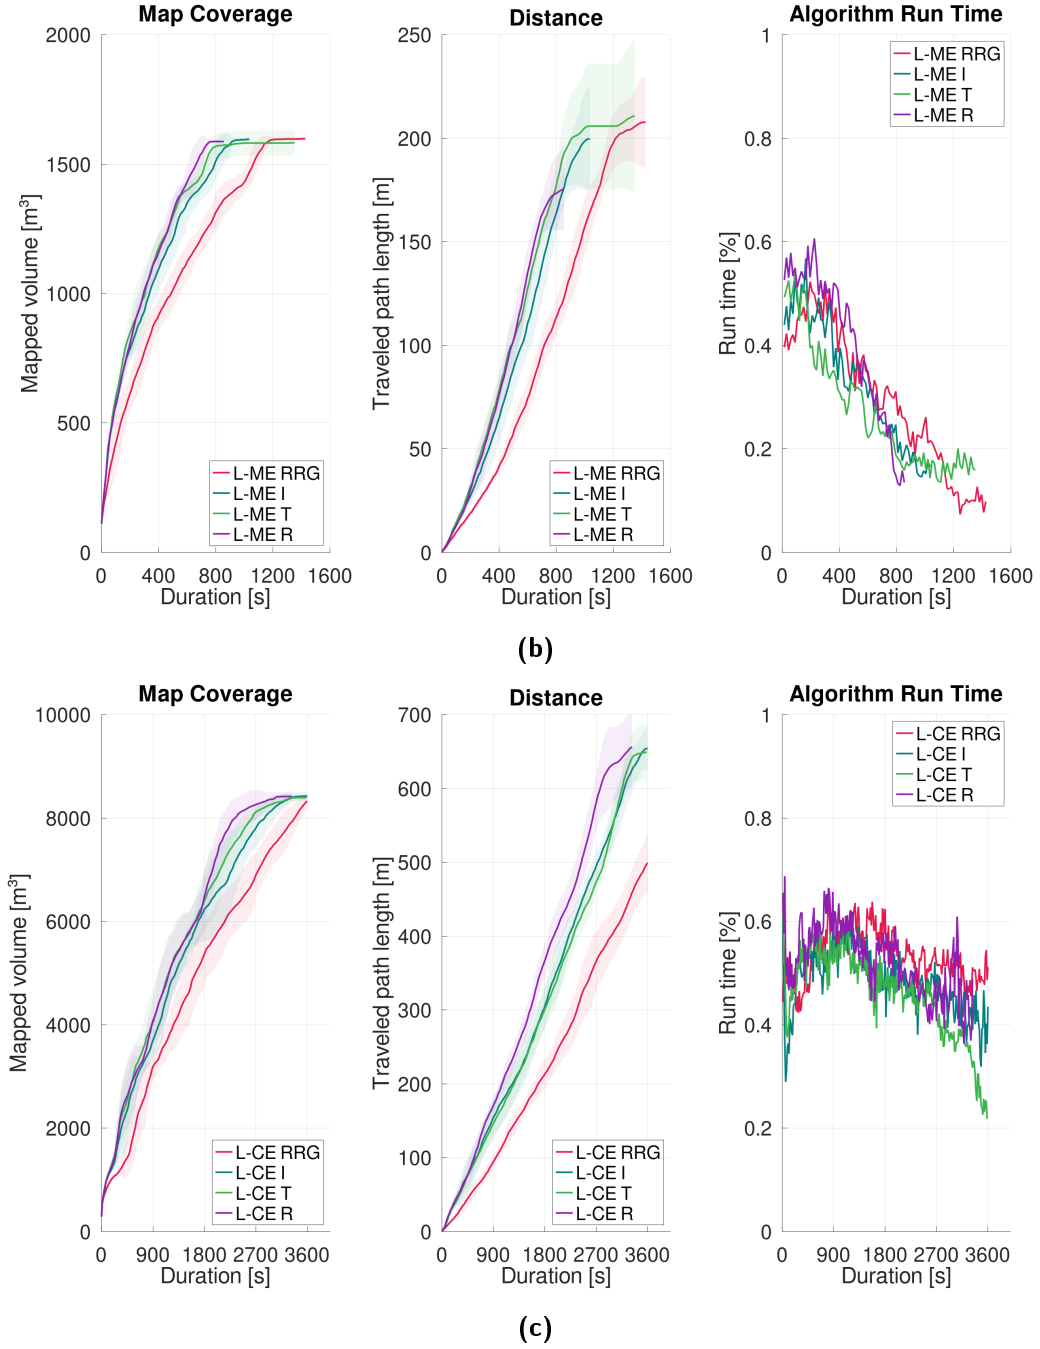 Map Coverage
Distance
Algorithm Run Time
2000
1500
1000
500
0
Mapped volume [m³]
0 400 800 1200 1600
Duration [s]
L-ME RRG
L-ME I
L-ME T
L-ME R
250
200
150
100
50
0
Traveled path length [m]
0 400 800 1200 1600
Duration [s]
L-ME RRG
L-ME I
L-ME T
L-ME R
1
0.8
0.6
0.4
0.2
0
Run time [%]
0 400 800 1200 1600
Duration [s]
L-ME RRG
L-ME I
L-ME T
L-ME R
(b)
Map Coverage
Distance
Algorithm Run Time
10000
8000
6000
4000
2000
0
Mapped volume [m³]
0 900 1800 2700 3600
Duration [s]
L-CE RRG
L-CE I
L-CE T
L-CE R
700
600
500
400
300
200
100
0
Traveled path length [m]
0 900 1800 2700 3600
Duration [s]
L-CE RRG
L-CE I
L-CE T
L-CE R
1
0.8
0.6
0.4
0.2
0
Run time [%]
0 900 1800 2700 3600
Duration [s]
L-CE RRG
L-CE I
L-CE T
L-CE R
(c)